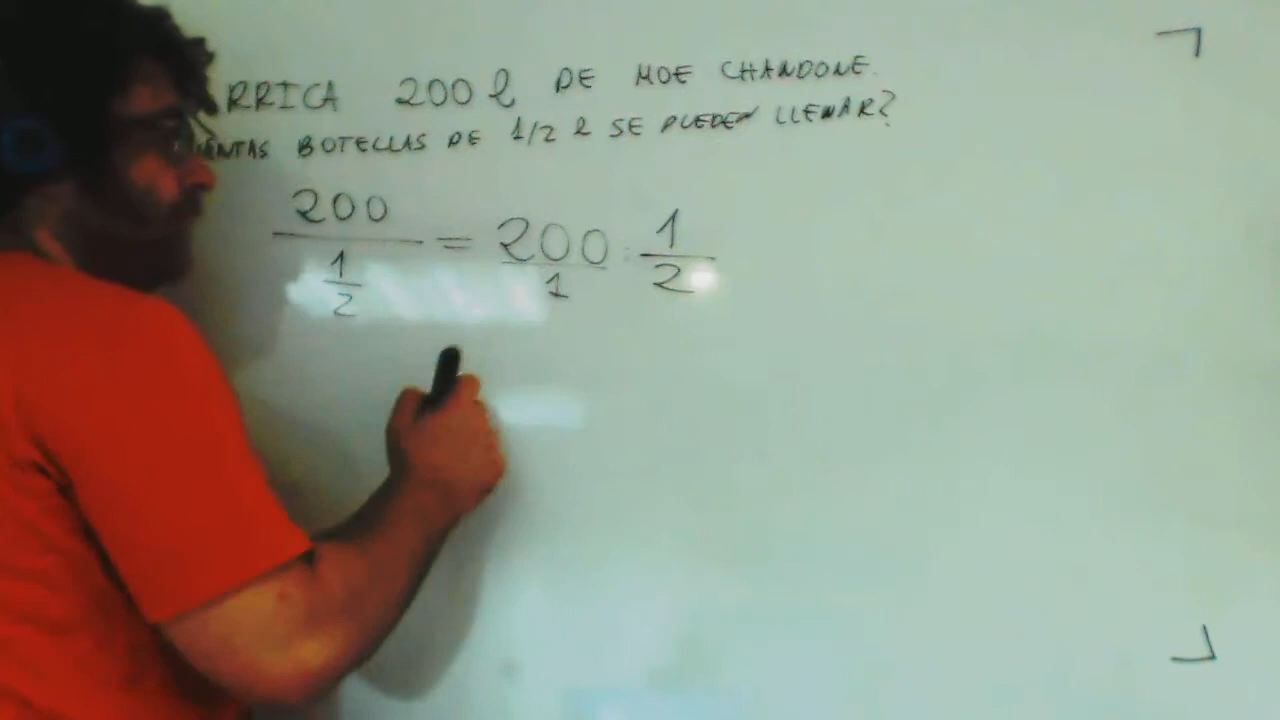 RRICA 200 l DE MOE CHANDONE.
NTAS BOTELLAS DE 1/2 l SE PUEDEN LLENAR?
200 / (1/2) = 200/1 : 1/2